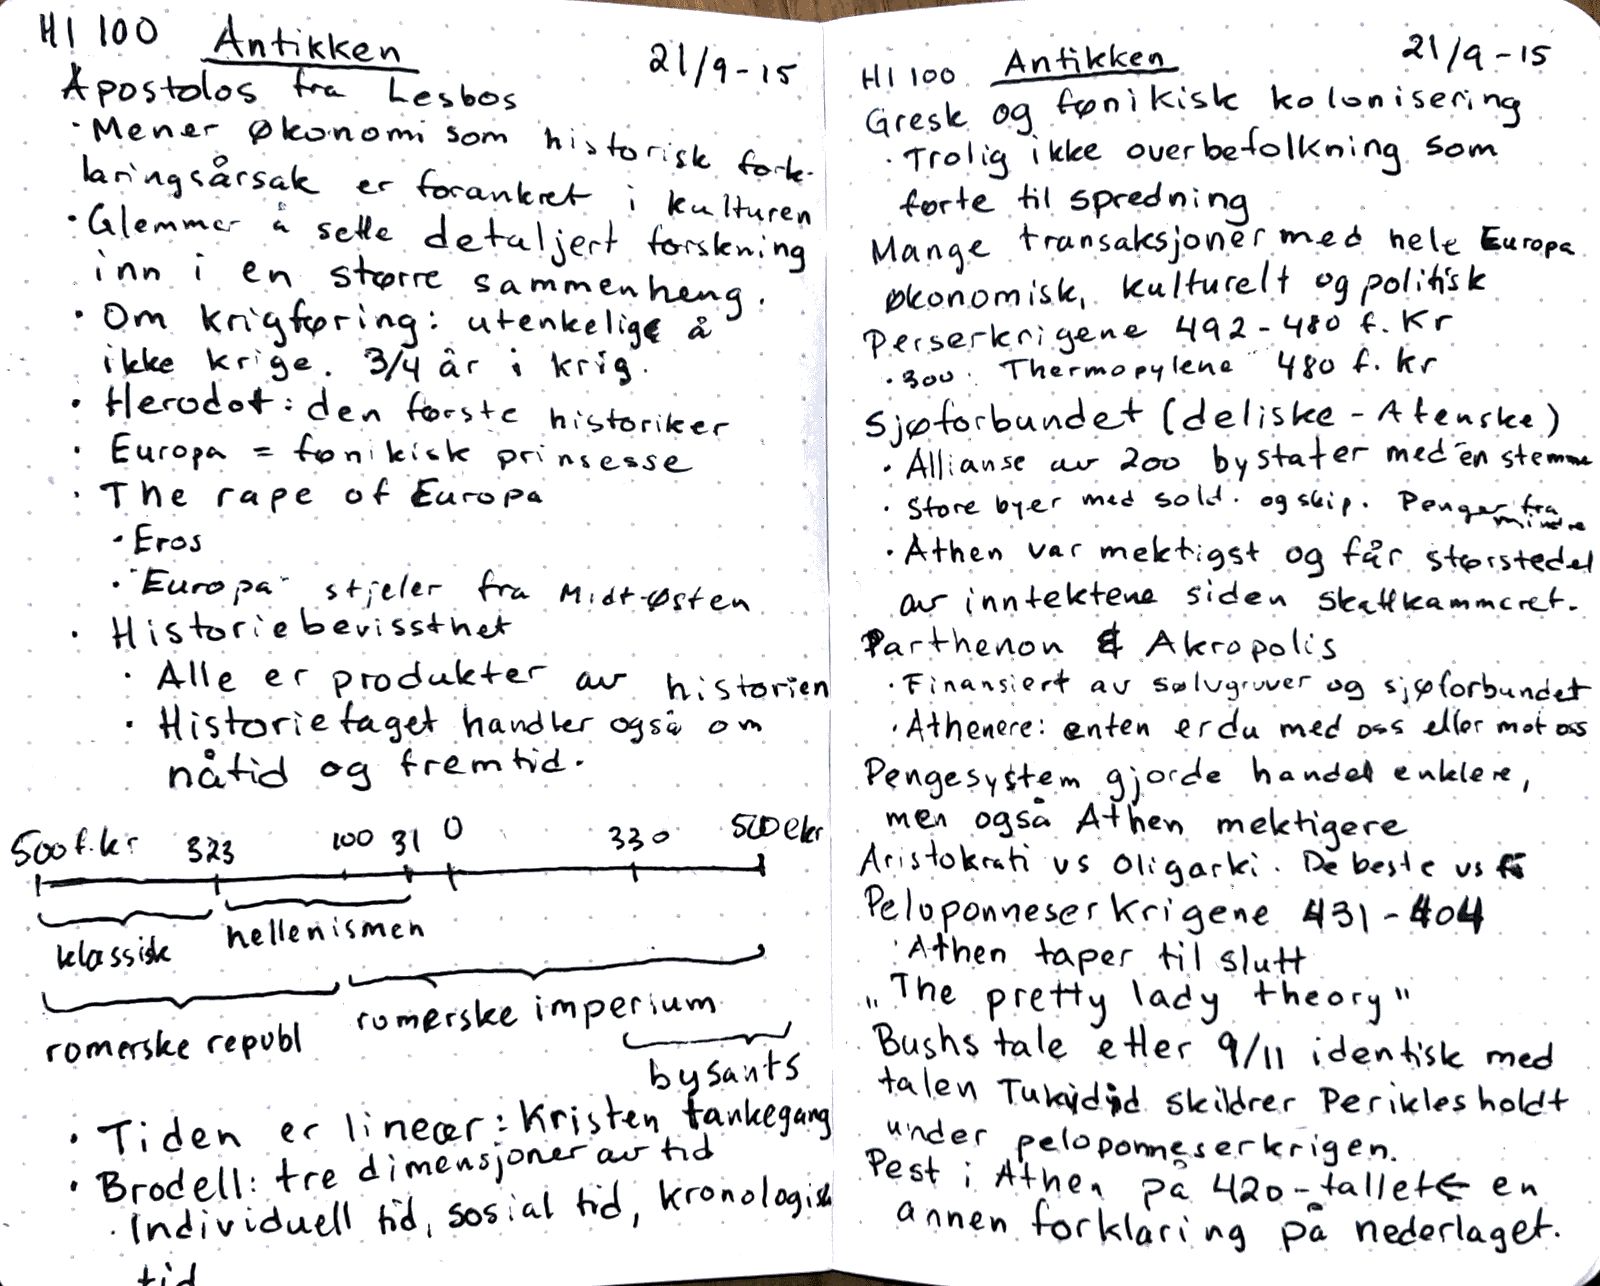 HI 100 Antikken 21/9-15
Apostolos fra Lesbos
· Mener økonomi som historisk fork-
laringsårsak er forankret i kulturen
· Glemmer å sette detaljert forskning
inn i en større sammenheng.
· Om krigføring: utenkelige å
ikke krige. 3/4 år i krig.
· Herodot: den første historiker
· Europa = fønikisk prinsesse
· The rape of Europa
· Eros
· "Europa" stjeler fra Midt-Østen
· Historiebevissthet
· Alle er produkter av historien
· Historiefaget handler også om
nåtid og fremtid.
500 f.kr 323 100 31 0 330 500 ekr
klassisk hellenismen
romerske republ romerske imperium
bysants
· Tiden er lineær: Kristen tankegang
· Brodell: tre dimensjoner av tid
· Individuell tid, sosial tid, kronologisk
tid
HI 100 Antikken 21/9-15
Gresk og fønikisk kolonisering
· Trolig ikke overbefolkning som
førte til spredning
Mange transaksjoner med hele Europa
økonomisk, kulturelt og politisk
Perserkrigene 492-480 f. Kr
· 300: Thermopylene 480 f. kr
Sjøforbundet (deliske - Atenske)
· Allianse av 200 bystater med én stemme
· Store byer med sold. og skip. Penger fra
mindre
· Athen var mektigst og får størstedel
av inntektene siden skattkammeret.
Parthenon & Akropolis
· Finansiert av sølvgruver og sjøforbundet
· Athenere: enten er du med oss eller mot oss
Pengesystem gjorde handel enklere,
men også Athen mektigere
Aristokrati vs Oligarki. De beste vs få
Peloponneserkrigene 431-404
· Athen taper til slutt
"The pretty lady theory"
Bushs tale etter 9/11 identisk med
talen Tukydid skildrer Perikles holdt
under peloponneserkrigen.
Pest i Athen på 420-tallet ← en
annen forklaring på nederlaget.